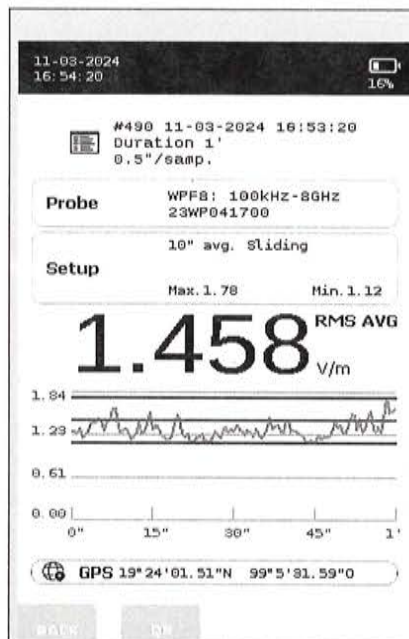 11-03-2024
16:54:20
16%
#490 11-03-2024 16:53:20
Duration 1'
0.5"/samp.
Probe
WPF8: 100kHz-8GHz
23WP041700
Setup
10" avg. Sliding
Max.1.78 Min.1.12
1.458 RMS AVG
V/m
1.84
1.23
0.61
0.00
0" 15" 30" 45" 1'
GPS 19°24'01.51"N 99°5'31.59"O
BACK